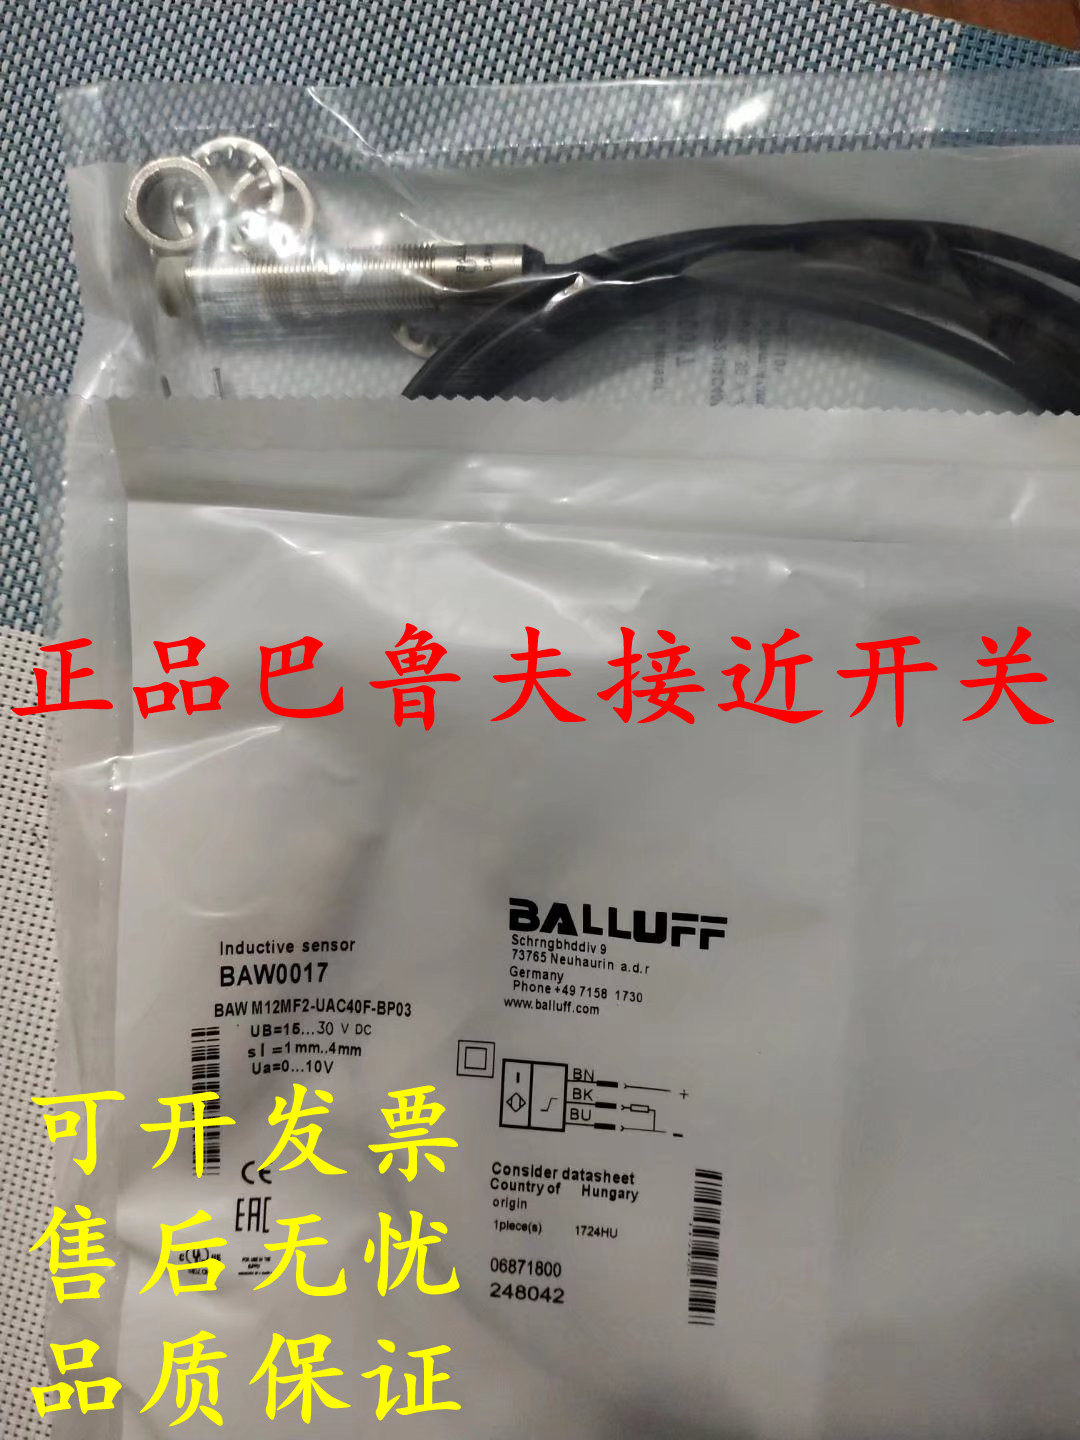 正品巴鲁夫接近开关
BALLUFF
Schrngbhddiv 9
73765 Neuhaurin a.d.r
Germany
Phone +49 7158 1730
www.balluff.com
Inductive sensor
BAW0017
BAW M12MF2-UAC40F-BP03
UB=15...30 V DC
sl=1mm..4mm
Ua=0...10V
BN
+
BK
BU
-
可开发票
售后无忧
品质保证
CE
EAC
Consider datasheet
Country of Hungary
origin
1piece(s) 1724HU
06871800
248042